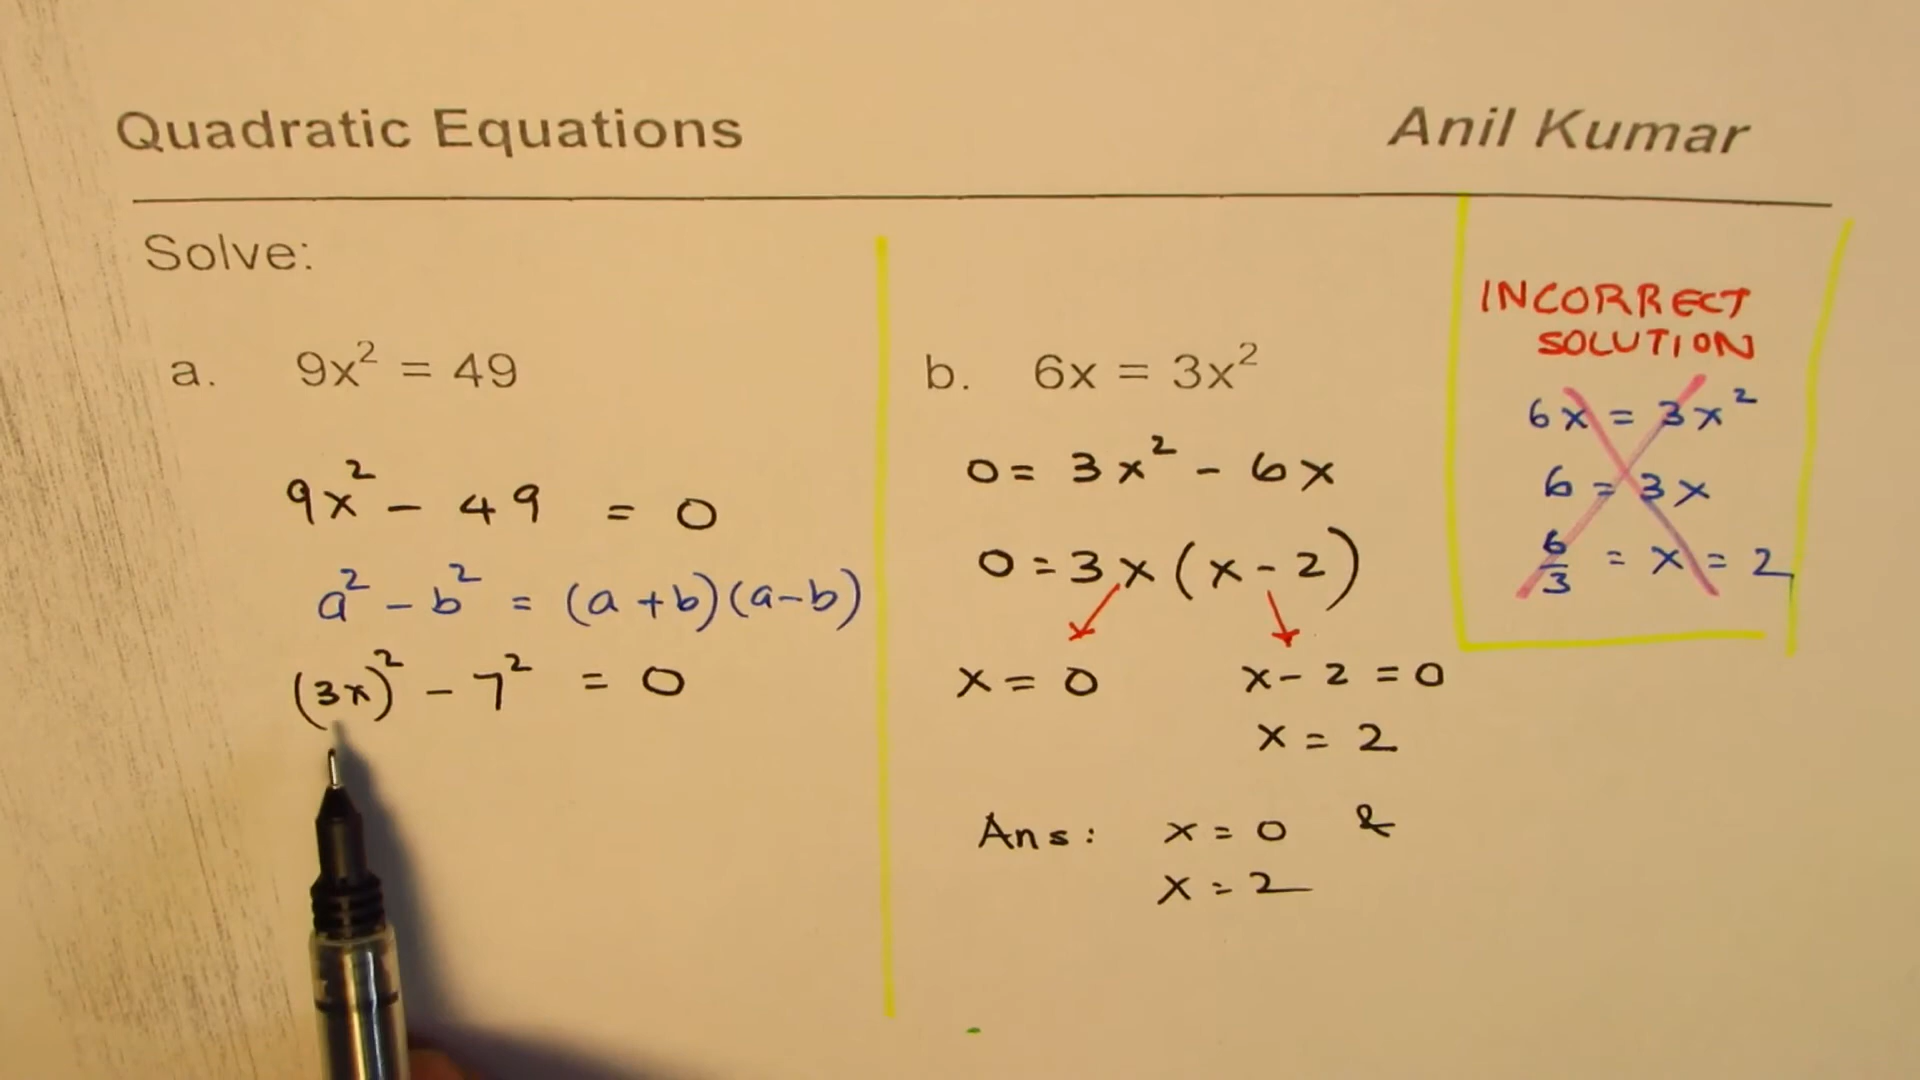 Quadratic Equations
Anil Kumar
Solve:
a. 9x² = 49
9x² - 49 = 0
a² - b² = (a+b)(a-b)
(3x)² - 7² = 0
b. 6x = 3x²
0 = 3x² - 6x
0 = 3x(x-2)
x = 0
x - 2 = 0
x = 2
Ans: x = 0 &
x = 2
INCORRECT
SOLUTION
6x = 3x²
6 = 3x
6/3 = x = 2